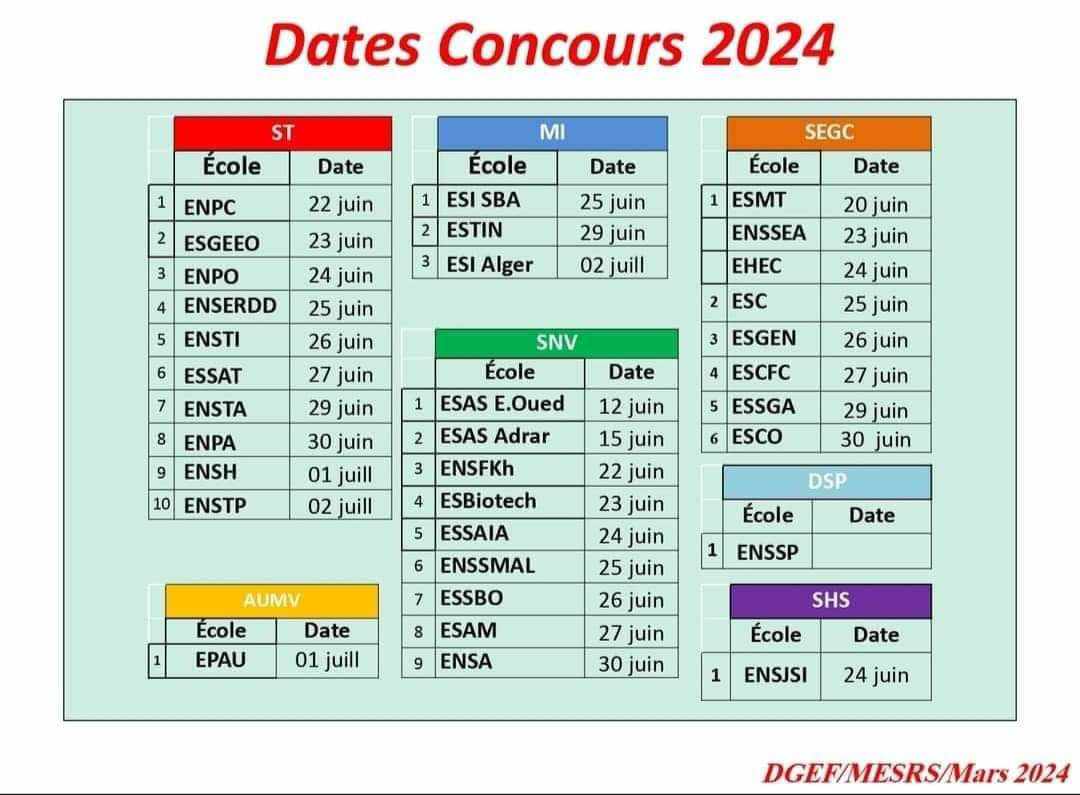 Dates Concours 2024
ST
École Date
1 ENPC 22 juin
2 ESGEEO 23 juin
3 ENPO 24 juin
4 ENSERDD 25 juin
5 ENSTI 26 juin
6 ESSAT 27 juin
7 ENSTA 29 juin
8 ENPA 30 juin
9 ENSH 01 juill
10 ENSTP 02 juill
AUMV
École Date
1 EPAU 01 juill
MI
École Date
1 ESI SBA 25 juin
2 ESTIN 29 juin
3 ESI Alger 02 juill
SNV
École Date
1 ESAS E.Oued 12 juin
2 ESAS Adrar 15 juin
3 ENSFKh 22 juin
4 ESBiotech 23 juin
5 ESSAIA 24 juin
6 ENSSMAL 25 juin
7 ESSBO 26 juin
8 ESAM 27 juin
9 ENSA 30 juin
SEGC
École Date
1 ESMT 20 juin
ENSSEA 23 juin
EHEC 24 juin
2 ESC 25 juin
3 ESGEN 26 juin
4 ESCFC 27 juin
5 ESSGA 29 juin
6 ESCO 30 juin
DSP
École Date
1 ENSSP
SHS
École Date
1 ENSJSI 24 juin
DGEF/MESRS/Mars 2024